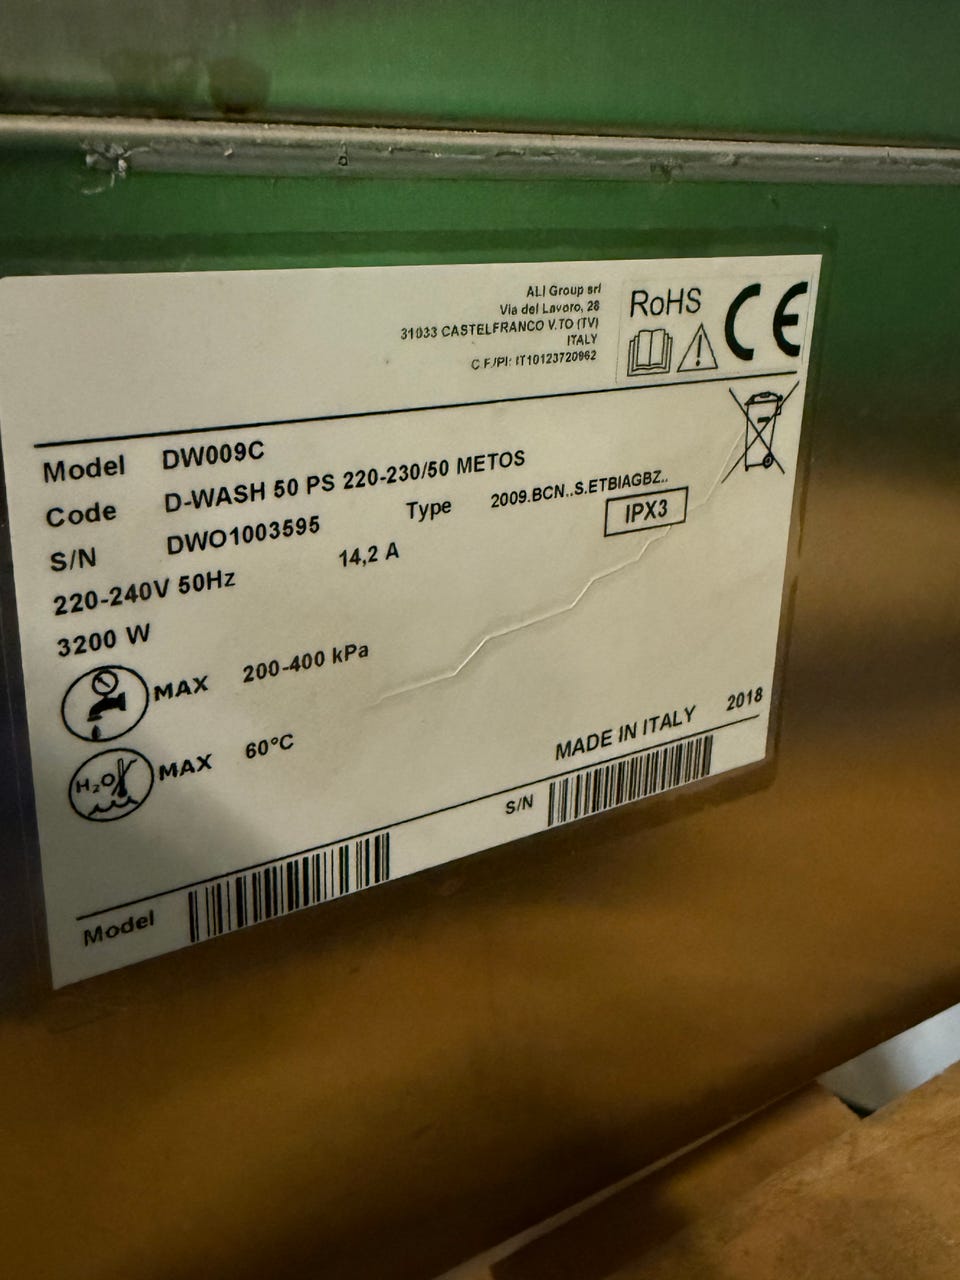 ALI Group srl
Via del Lavoro, 28
31033 CASTELFRANCO V.TO (TV)
ITALY
C F/PI: IT10123720962
RoHS CE
Model DW009C
Code D-WASH 50 PS 220-230/50 METOS
S/N DWO1003595 Type 2009.BCN..S.ETBIAGBZ..
220-240V 50Hz 14,2 A IPX3
3200 W
MAX 200-400 kPa
H₂O MAX 60°C
MADE IN ITALY 2018
S/N
Model